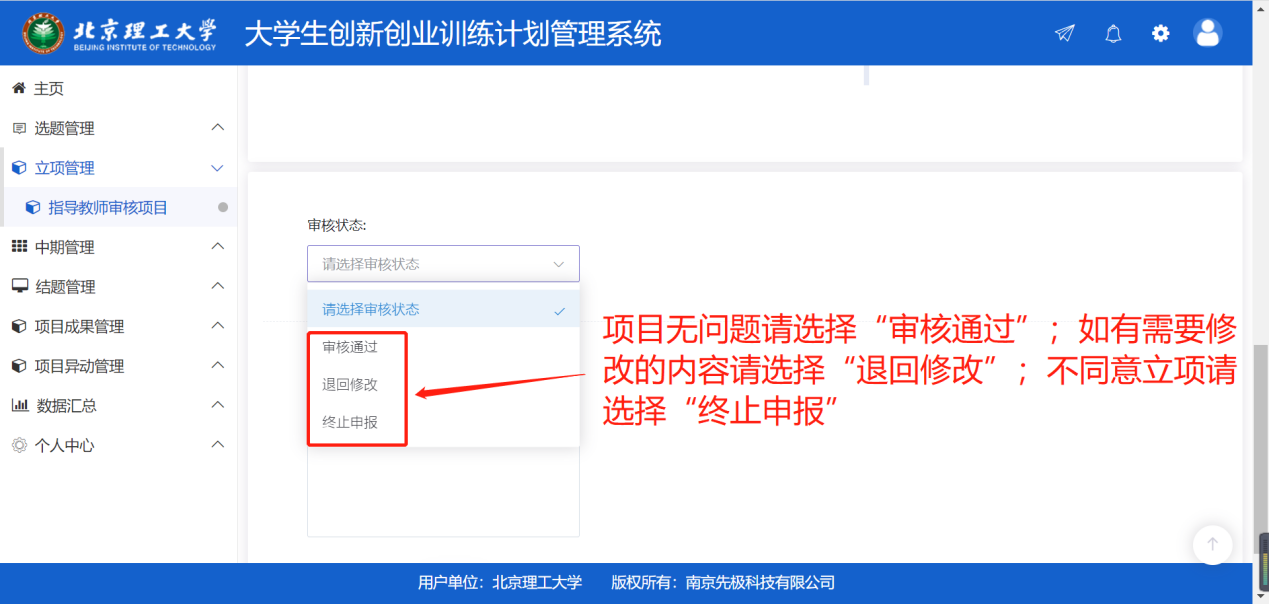 北京理工大学
BEIJING INSTITUTE OF TECHNOLOGY
大学生创新创业训练计划管理系统
主页
选题管理
立项管理
指导教师审核项目
中期管理
结题管理
项目成果管理
项目异动管理
数据汇总
个人中心
审核状态:
请选择审核状态
请选择审核状态
审核通过
退回修改
终止申报
项目无问题请选择“审核通过”；如有需要修
改的内容请选择“退回修改”；不同意立项请
选择“终止申报”
用户单位：北京理工大学 版权所有：南京先极科技有限公司